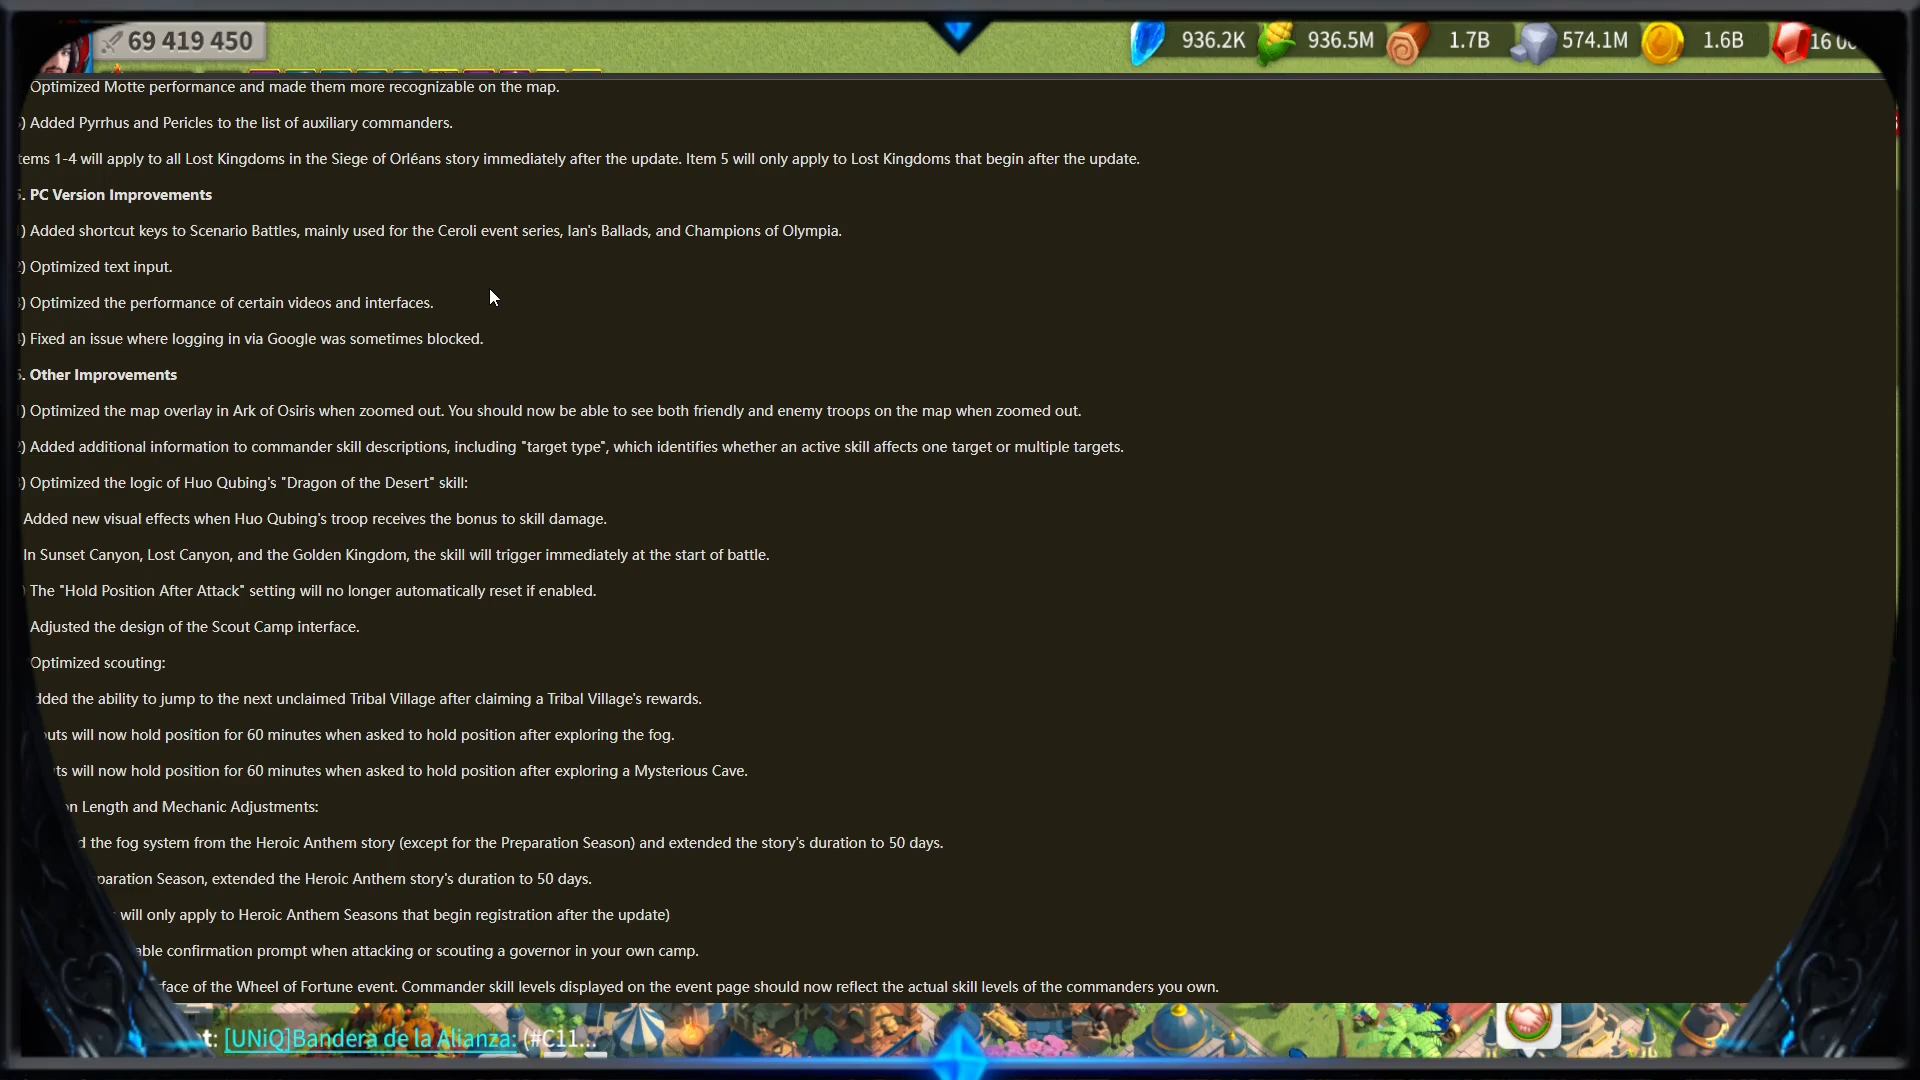 69 419 450
936.2K
936.5M
1.7B
574.1M
1.6B
Optimized Motte performance and made them more recognizable on the map.
) Added Pyrrhus and Pericles to the list of auxiliary commanders.
tems 1-4 will apply to all Lost Kingdoms in the Siege of Orléans story immediately after the update. Item 5 will only apply to Lost Kingdoms that begin after the update.
. PC Version Improvements
) Added shortcut keys to Scenario Battles, mainly used for the Ceroli event series, Ian's Ballads, and Champions of Olympia.
) Optimized text input.
) Optimized the performance of certain videos and interfaces.
) Fixed an issue where logging in via Google was sometimes blocked.
. Other Improvements
) Optimized the map overlay in Ark of Osiris when zoomed out. You should now be able to see both friendly and enemy troops on the map when zoomed out.
) Added additional information to commander skill descriptions, including "target type", which identifies whether an active skill affects one target or multiple targets.
) Optimized the logic of Huo Qubing's "Dragon of the Desert" skill:
Added new visual effects when Huo Qubing's troop receives the bonus to skill damage.
In Sunset Canyon, Lost Canyon, and the Golden Kingdom, the skill will trigger immediately at the start of battle.
The "Hold Position After Attack" setting will no longer automatically reset if enabled.
Adjusted the design of the Scout Camp interface.
Optimized scouting:
dded the ability to jump to the next unclaimed Tribal Village after claiming a Tribal Village's rewards.
outs will now hold position for 60 minutes when asked to hold position after exploring the fog.
ts will now hold position for 60 minutes when asked to hold position after exploring a Mysterious Cave.
n Length and Mechanic Adjustments:
d the fog system from the Heroic Anthem story (except for the Preparation Season) and extended the story's duration to 50 days.
paration Season, extended the Heroic Anthem story's duration to 50 days.
will only apply to Heroic Anthem Seasons that begin registration after the update)
able confirmation prompt when attacking or scouting a governor in your own camp.
face of the Wheel of Fortune event. Commander skill levels displayed on the event page should now reflect the actual skill levels of the commanders you own.
t: [UNiQ]Bandera de la Alianza: (#C11...